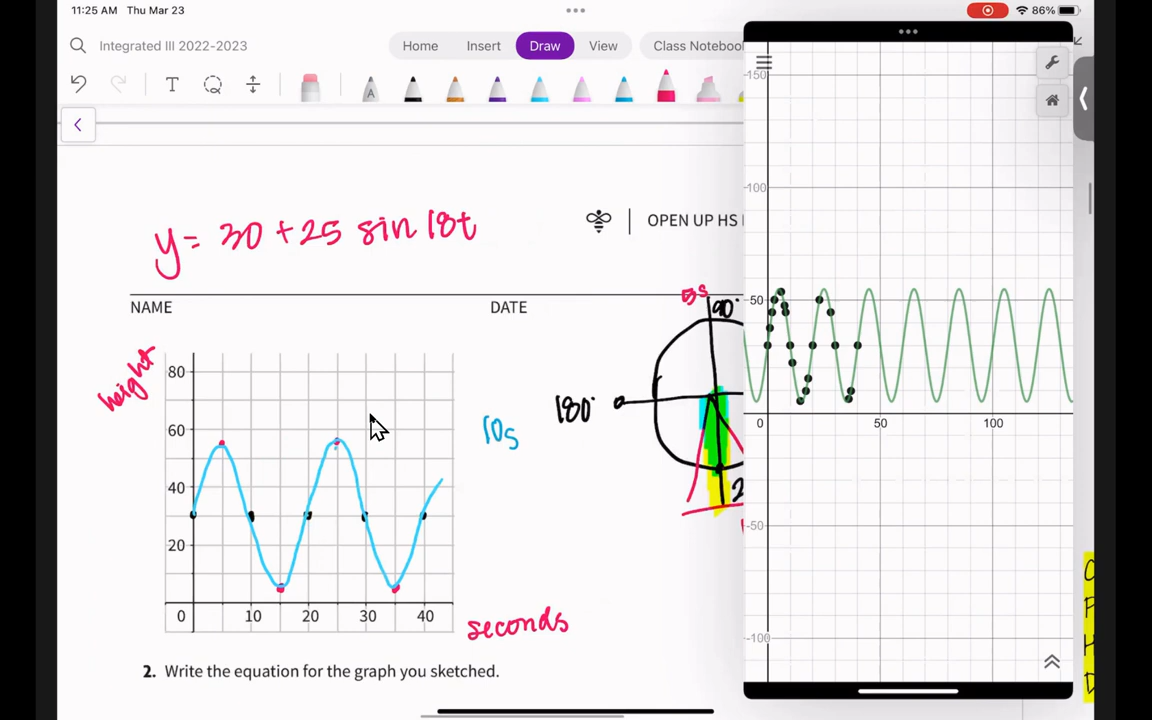 11:25 AM Thu Mar 23
86%
Integrated III 2022-2023
Home Insert Draw View Class Notebook
y = 30 + 25 sin 18t
OPEN UP HS
NAME DATE
height
80
60
40
20
0 10 20 30 40
seconds
10s
5s
90°
180°
2. Write the equation for the graph you sketched.
150
100
50
0 50 100
-50
-100